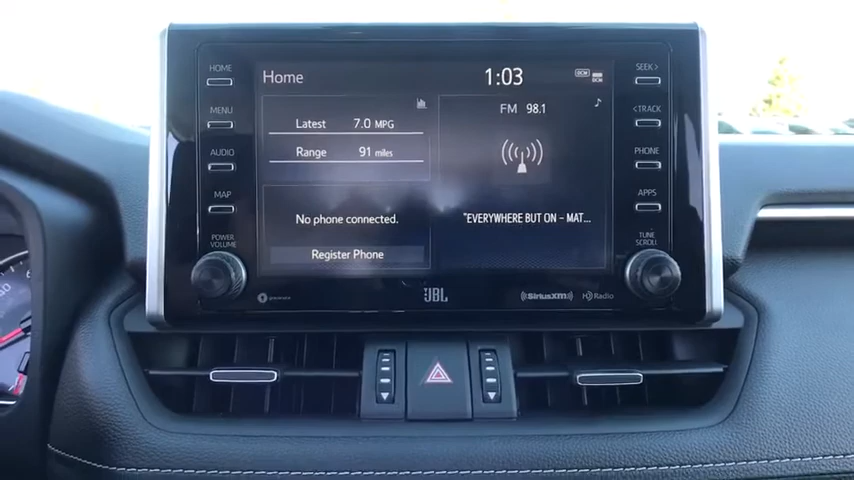 HOME
MENU
AUDIO
MAP
POWER
VOLUME
Home
1:03
DCM
DCM
Latest 7.0 MPG
Range 91 miles
No phone connected.
Register Phone
FM 98.1
"EVERYWHERE BUT ON - MAT...
SEEK>
<TRACK
PHONE
APPS
TUNE
SCROLL
JBL
((SiriusXM))
HD Radio